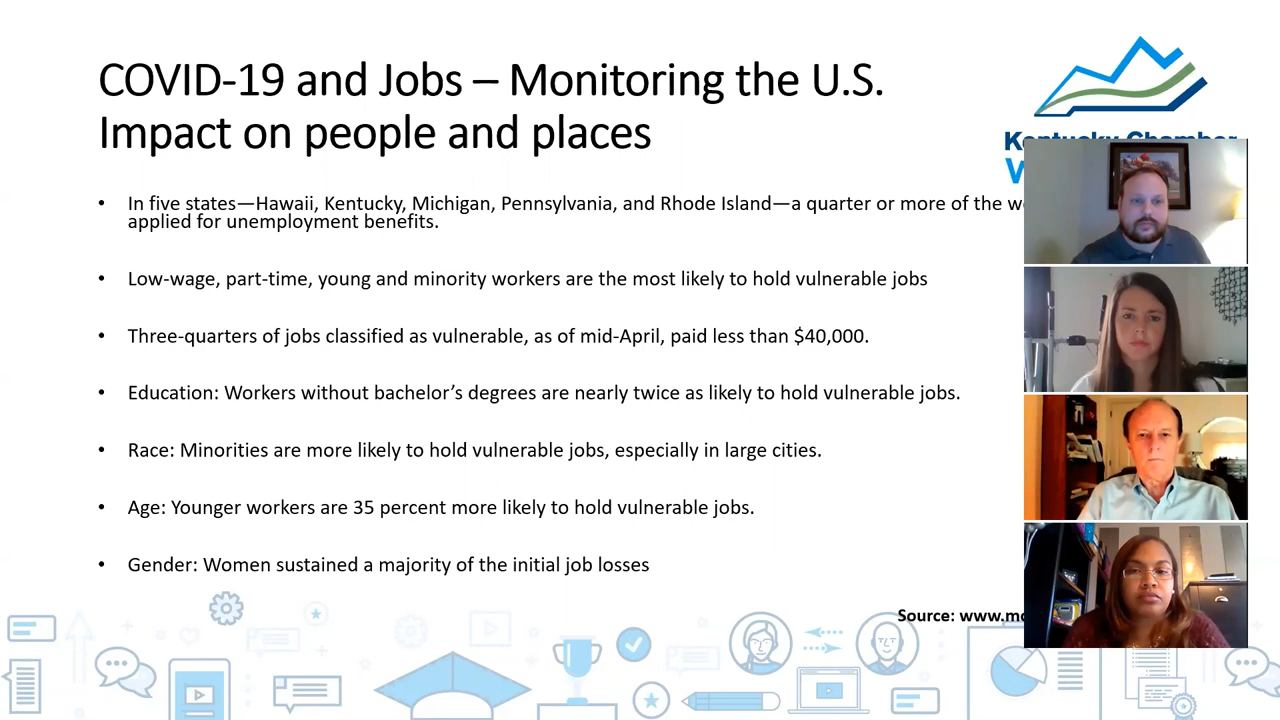 COVID-19 and Jobs – Monitoring the U.S.
Impact on people and places
Kentucky Chamber
• In five states—Hawaii, Kentucky, Michigan, Pennsylvania, and Rhode Island—a quarter or more of the
applied for unemployment benefits.
• Low-wage, part-time, young and minority workers are the most likely to hold vulnerable jobs
• Three-quarters of jobs classified as vulnerable, as of mid-April, paid less than $40,000.
• Education: Workers without bachelor’s degrees are nearly twice as likely to hold vulnerable jobs.
• Race: Minorities are more likely to hold vulnerable jobs, especially in large cities.
• Age: Younger workers are 35 percent more likely to hold vulnerable jobs.
• Gender: Women sustained a majority of the initial job losses
Source: